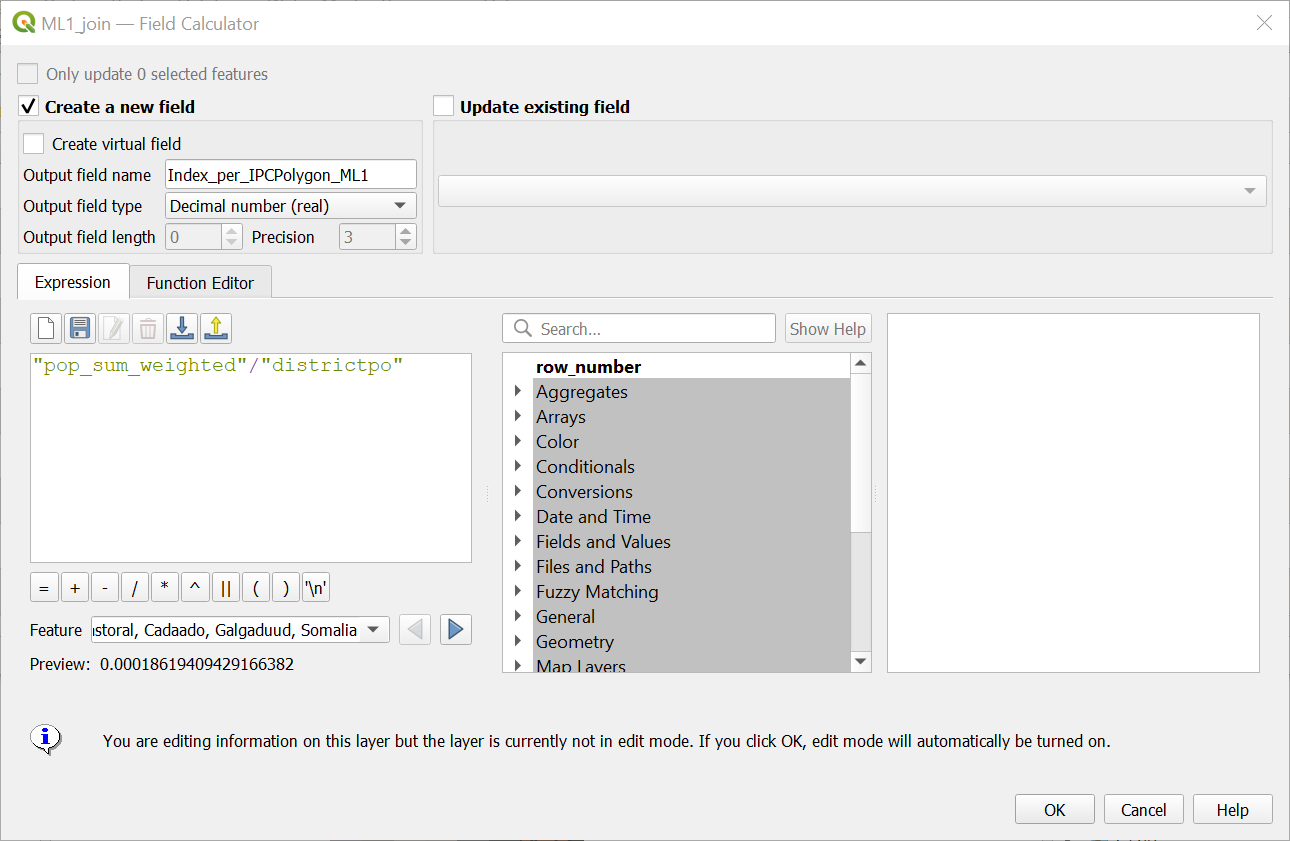 ML1_join — Field Calculator
Only update 0 selected features
Create a new field
Update existing field
Create virtual field
Output field name Index_per_IPCPolygon_ML1
Output field type Decimal number (real)
Output field length 0 Precision 3
Expression Function Editor
Search... Show Help
"pop_sum_weighted"/"districtpo"
row_number
Aggregates
Arrays
Color
Conditionals
Conversions
Date and Time
Fields and Values
Files and Paths
Fuzzy Matching
General
Geometry
Map Layers
= + - / * ^ || ( ) '\n'
Feature storal, Cadaado, Galgaduud, Somalia
Preview: 0.00018619409429166382
You are editing information on this layer but the layer is currently not in edit mode. If you click OK, edit mode will automatically be turned on.
OK Cancel Help